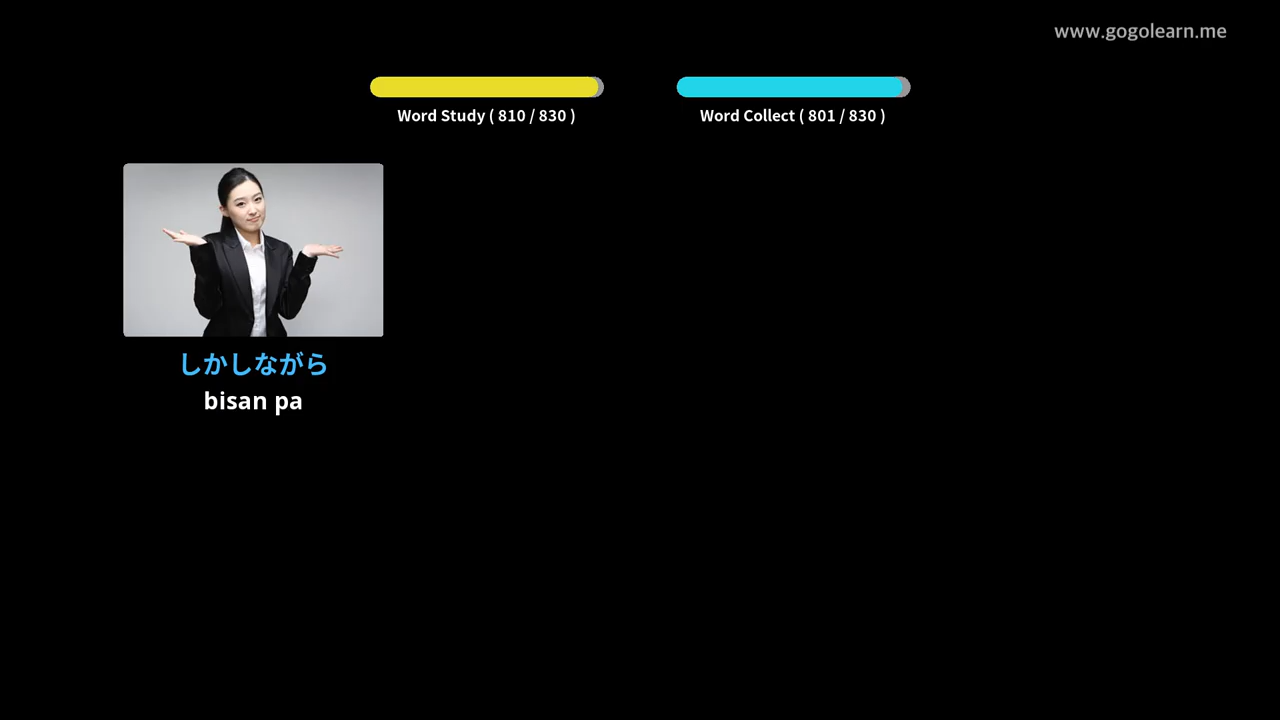 www.gogolearn.me
Word Study ( 810 / 830 )
Word Collect ( 801 / 830 )
しかしながら
bisan pa